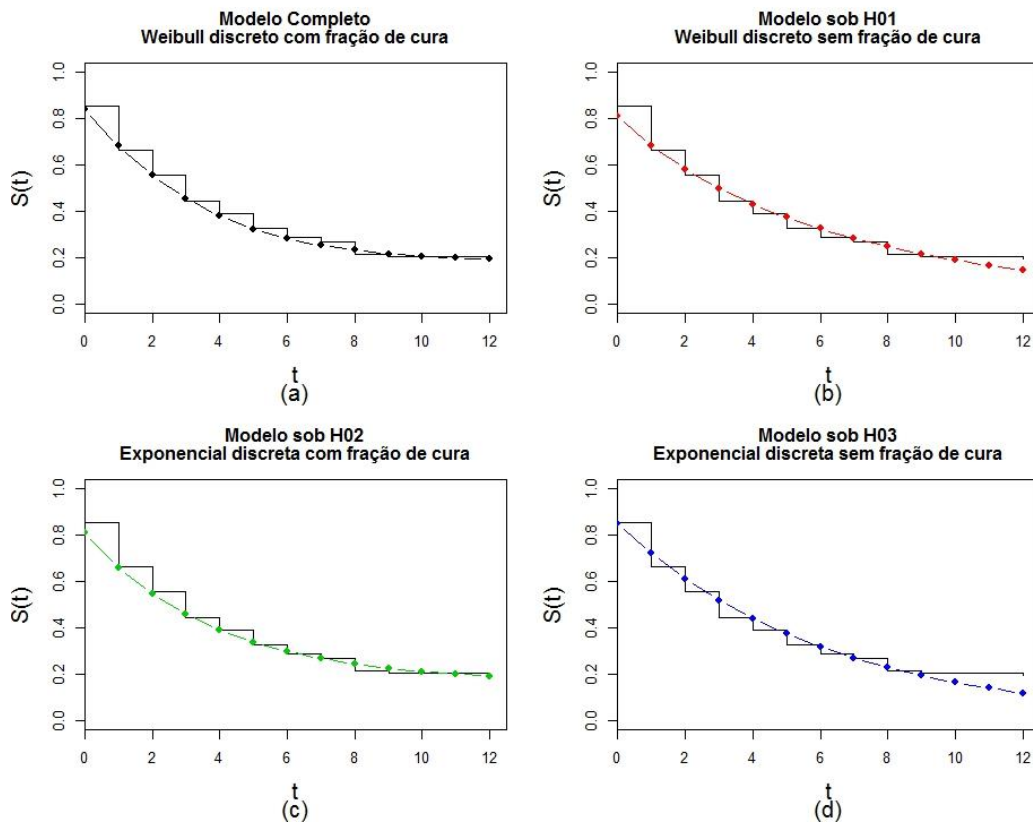 Modelo Completo
Weibull discreto com fração de cura
S(t)
1.0
0.8
0.6
0.4
0.2
0.0
0 2 4 6 8 10 12
t
(a)
Modelo sob H01
Weibull discreto sem fração de cura
S(t)
1.0
0.8
0.6
0.4
0.2
0.0
0 2 4 6 8 10 12
t
(b)
Modelo sob H02
Exponencial discreta com fração de cura
S(t)
1.0
0.8
0.6
0.4
0.2
0.0
0 2 4 6 8 10 12
t
(c)
Modelo sob H03
Exponencial discreta sem fração de cura
S(t)
1.0
0.8
0.6
0.4
0.2
0.0
0 2 4 6 8 10 12
t
(d)